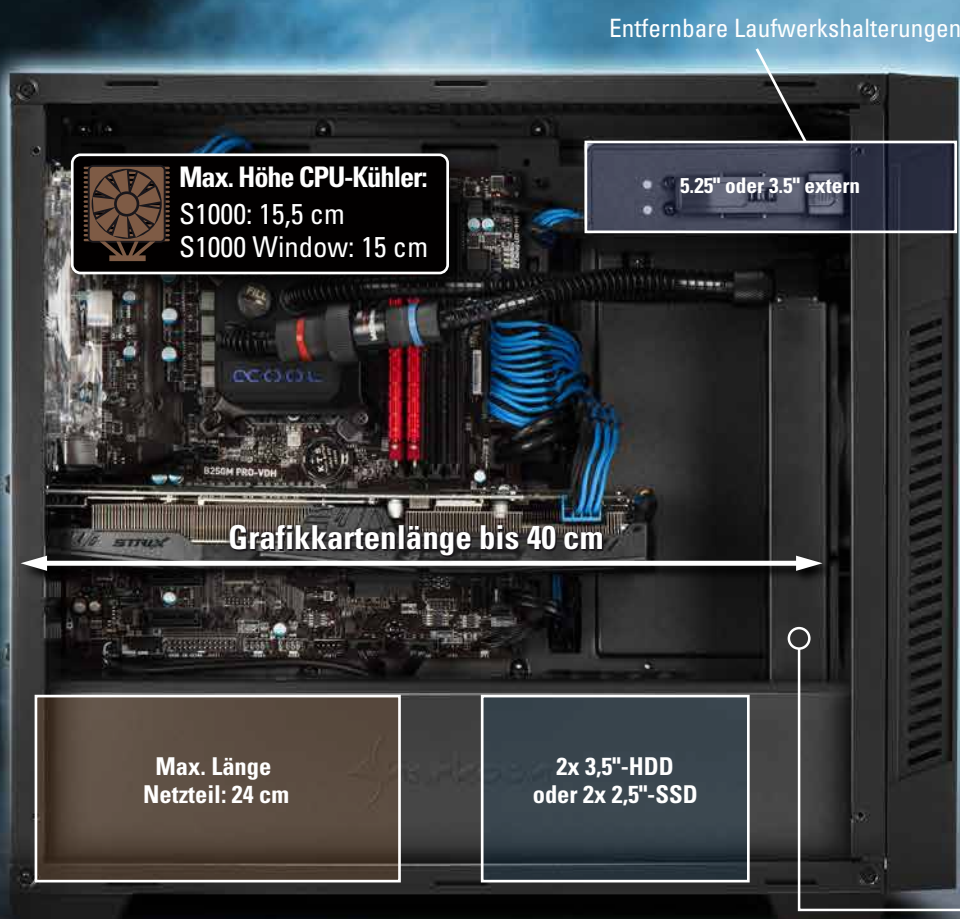 Entfernbare Laufwerkshalterungen
Max. Höhe CPU-Kühler:
S1000: 15,5 cm
S1000 Window: 15 cm
5.25" oder 3.5" extern
FILL
B250M PRO-VDH
STRIX
Grafikkartenlänge bis 40 cm
Max. Länge
Netzteil: 24 cm
2x 3,5"-HDD
oder 2x 2,5"-SSD